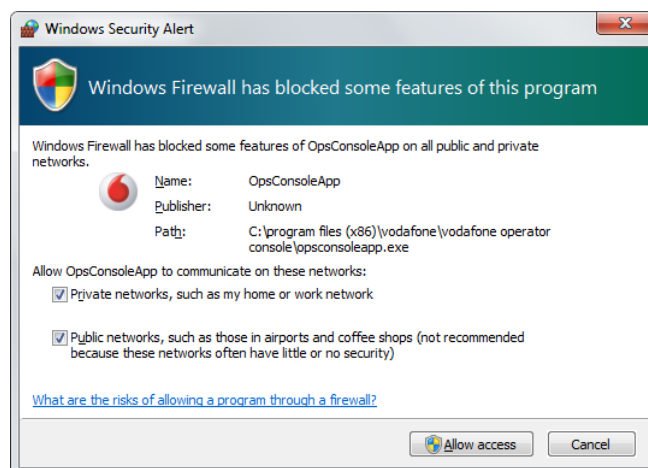 Windows Security Alert
Windows Firewall has blocked some features of this program
Windows Firewall has blocked some features of OpsConsoleApp on all public and private
networks.
Name: OpsConsoleApp
Publisher: Unknown
Path: C:\program files (x86)\vodafone\vodafone operator
console\opsconsoleapp.exe
Allow OpsConsoleApp to communicate on these networks:
Private networks, such as my home or work network
Public networks, such as those in airports and coffee shops (not recommended
because these networks often have little or no security)
What are the risks of allowing a program through a firewall?
Allow access Cancel